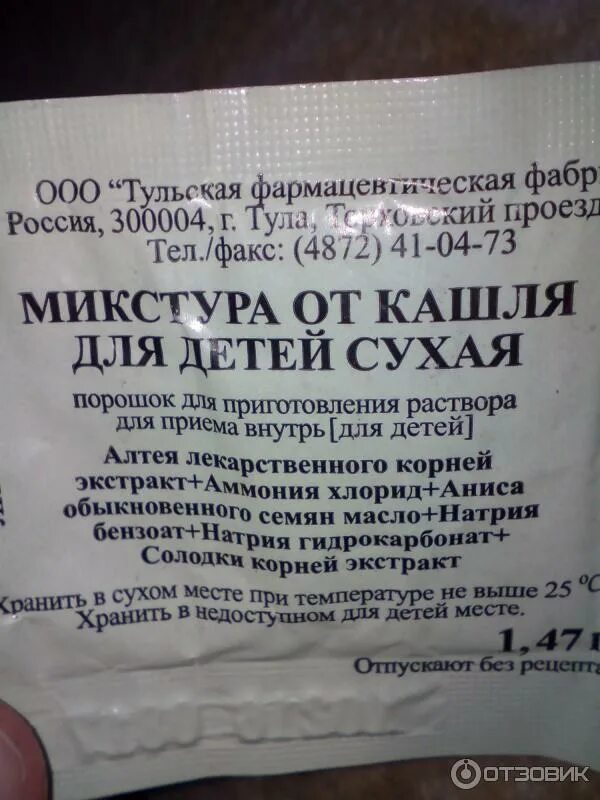 ООО "Тульская фармацевтическая фабри
Россия, 300004, г. Тула, Торховский проезд
Тел./факс: (4872) 41-04-73
МИКСТУРА ОТ КАШЛЯ
ДЛЯ ДЕТЕЙ СУХАЯ
порошок для приготовления раствора
для приема внутрь [для детей]
Алтея лекарственного корней
экстракт+Аммония хлорид+Аниса
обыкновенного семян масло+Натрия
бензоат+Натрия гидрокарбонат+
Солодки корней экстракт
Хранить в сухом месте при температуре не выше 25 °С
Хранить в недоступном для детей месте.
1,47 г
Отпускают без рецепта
ОТЗОВИК